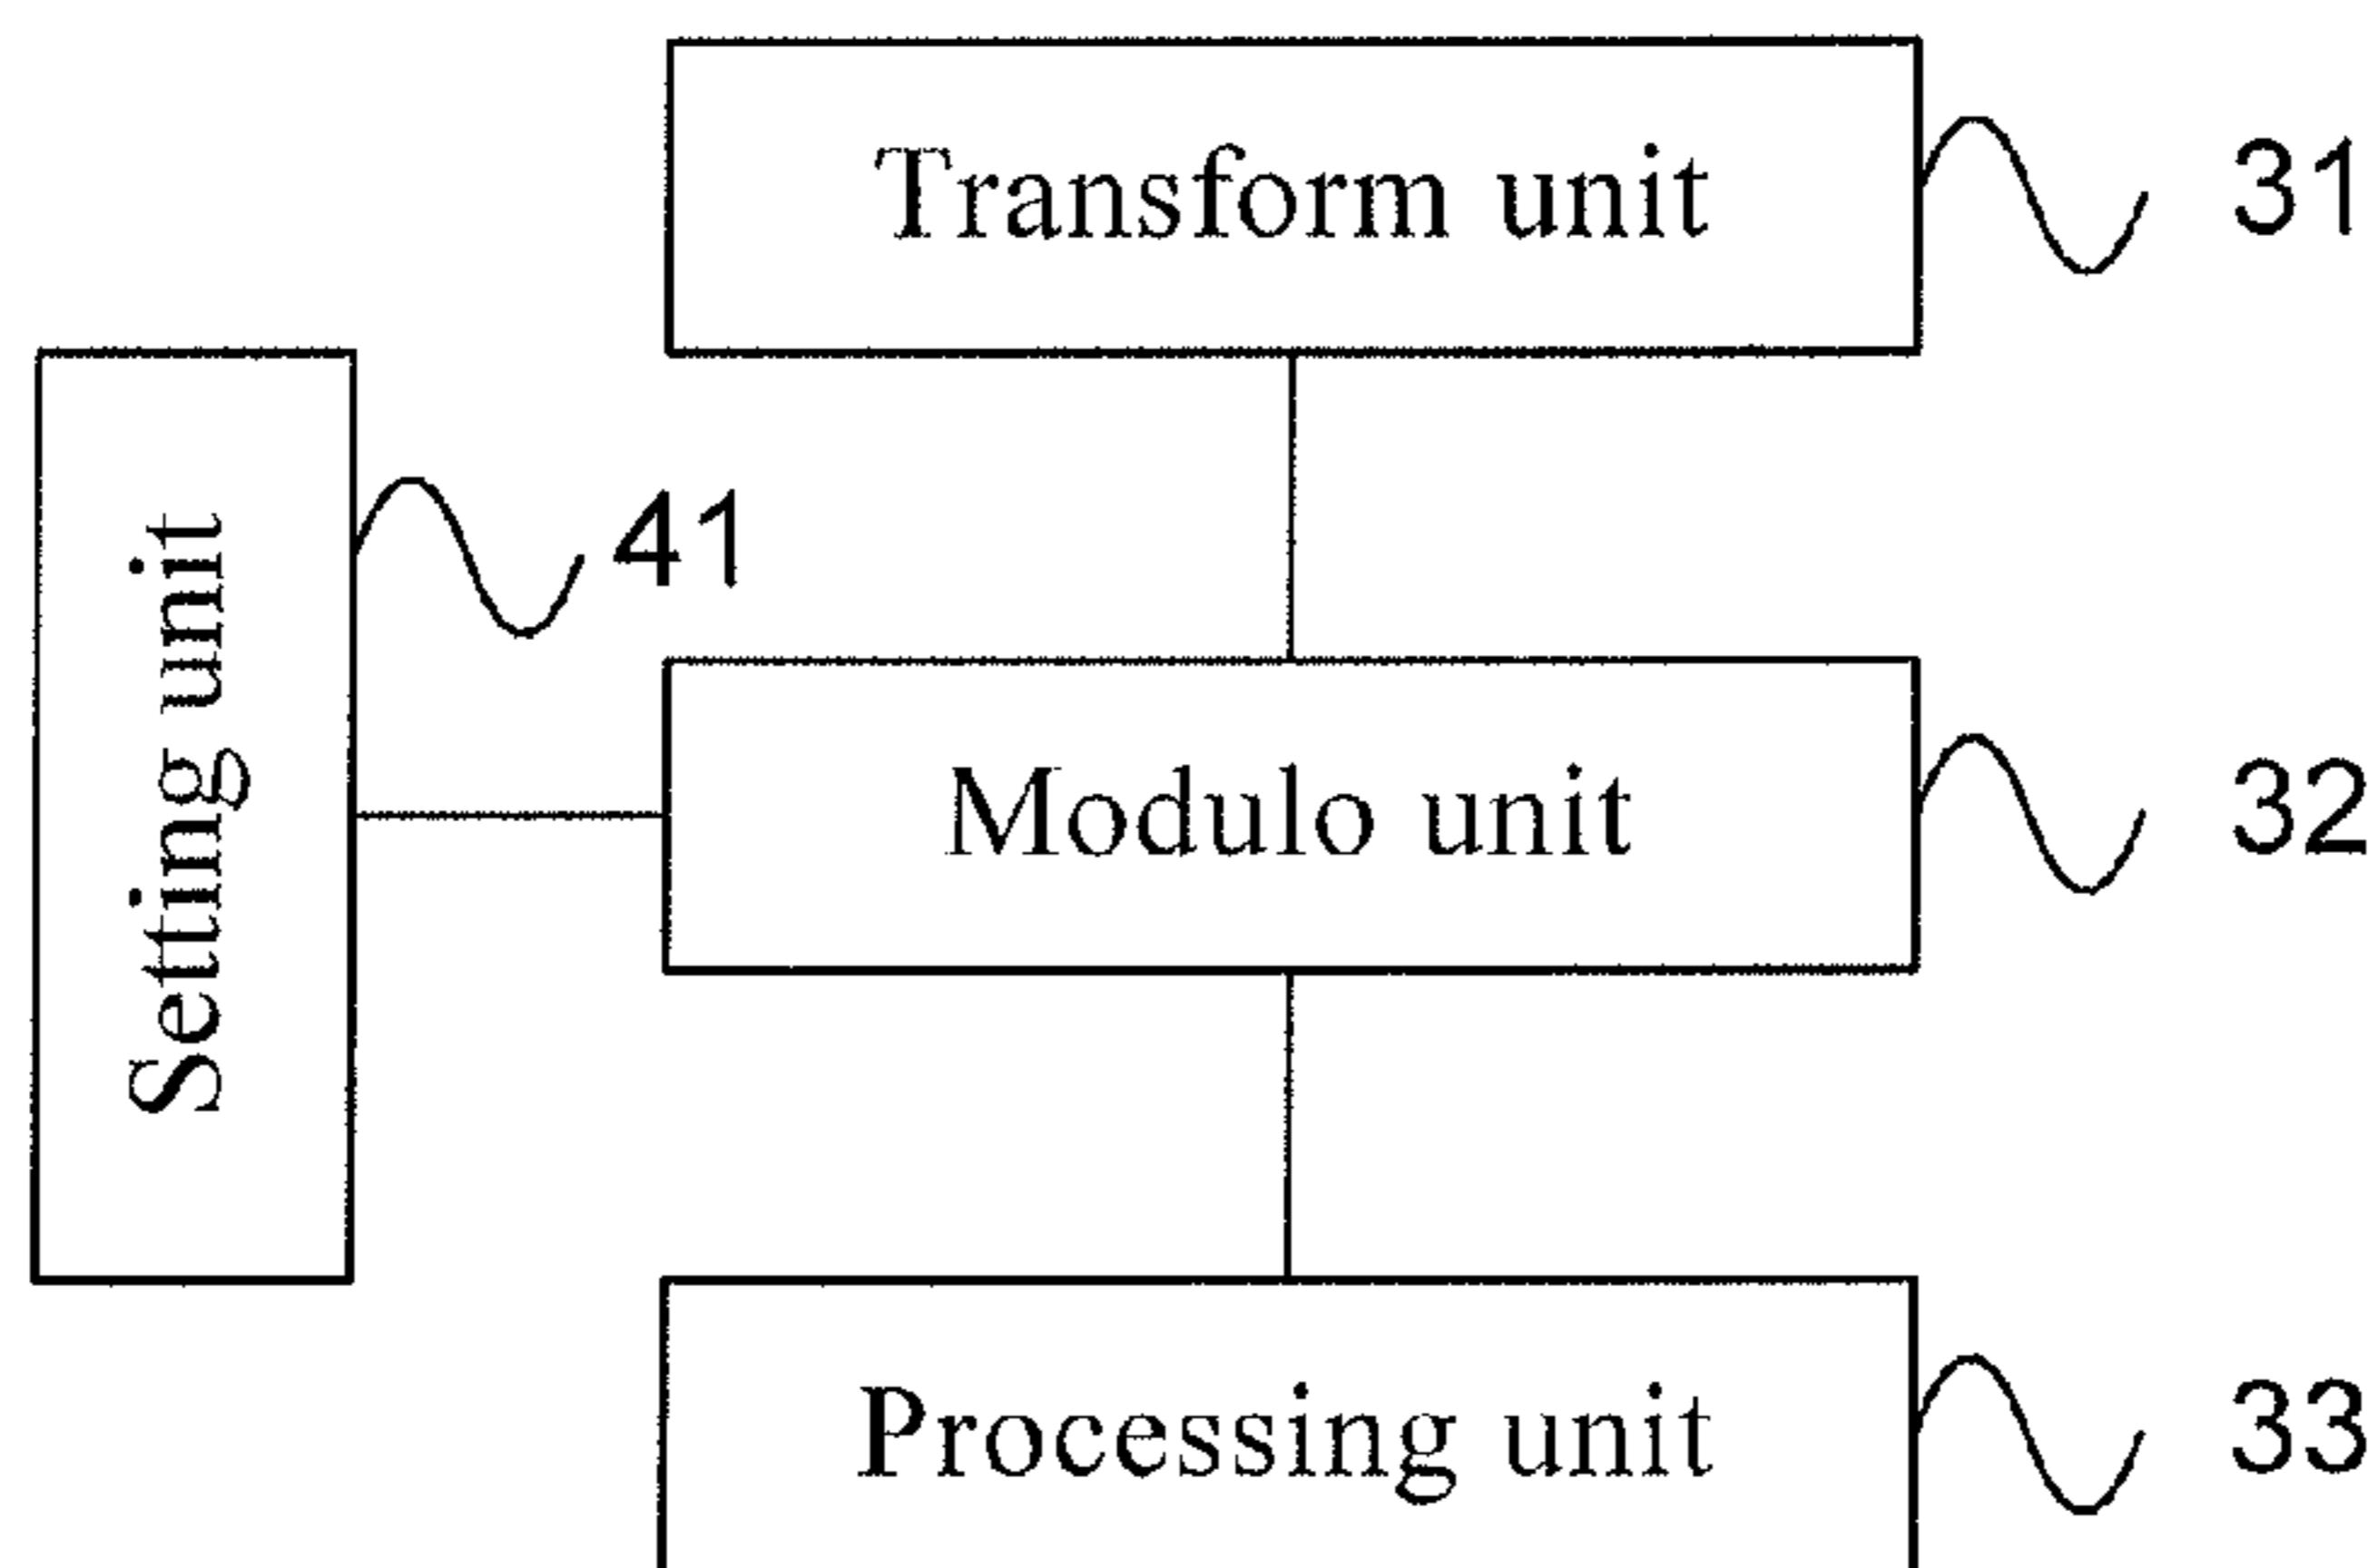 Transform unit
31
Setting unit
41
Modulo unit
32
Processing unit
33